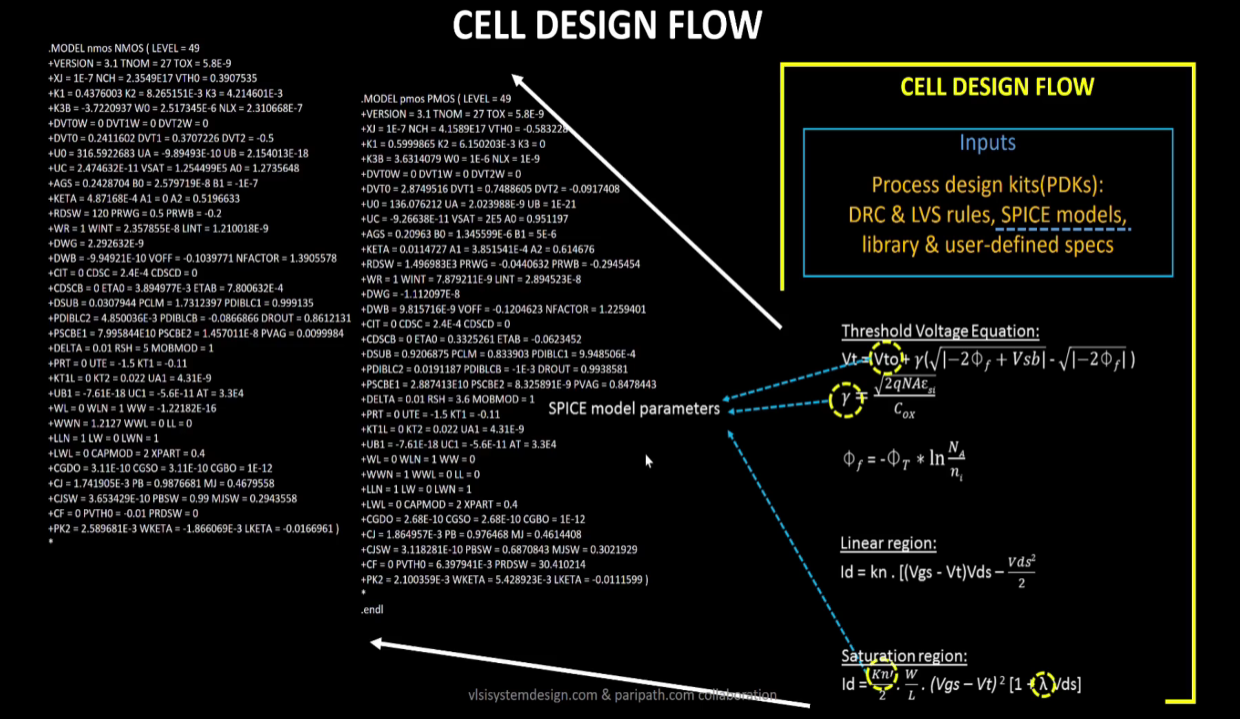 CELL DESIGN FLOW
.MODEL nmos NMOS ( LEVEL = 49
+VERSION = 3.1 TNOM = 27 TOX = 5.8E-9
+XJ = 1E-7 NCH = 2.3549E17 VTH0 = 0.3907535
+K1 = 0.4376003 K2 = 8.265151E-3 K3 = 4.214601E-3
+K3B = -3.7220937 W0 = 2.517345E-6 NLX = 2.310668E-7
+DVT0W = 0 DVT1W = 0 DVT2W = 0
+DVT0 = 0.2411602 DVT1 = 0.3707226 DVT2 = -0.5
+U0 = 316.5922683 UA = -9.89493E-10 UB = 2.154013E-18
+UC = 2.474632E-11 VSAT = 1.254499E5 A0 = 1.2735648
+AGS = 0.2428704 B0 = 2.579719E-8 B1 = -1E-7
+KETA = 4.87168E-4 A1 = 0 A2 = 0.5196633
+RDSW = 120 PRWG = 0.5 PRWB = -0.2
+WR = 1 WINT = 2.357855E-8 LINT = 1.210018E-9
+DWG = 2.292632E-9
+DWB = -9.94921E-10 VOFF = -0.1039771 NFACTOR = 1.3905578
+CIT = 0 CDSC = 2.4E-4 CDSCD = 0
+CDSCB = 0 ETA0 = 3.894977E-3 ETAB = 7.800632E-4
+DSUB = 0.0307944 PCLM = 1.7312397 PDIBLC1 = 0.999135
+PDIBLC2 = 4.850036E-3 PDIBLCB = -0.0866866 DROUT = 0.8612131
+PSCBE1 = 7.995844E10 PSCBE2 = 1.457011E-8 PVAG = 0.0099984
+DELTA = 0.01 RSH = 5 MOBMOD = 1
+PRT = 0 UTE = -1.5 KT1 = -0.11
+KT1L = 0 KT2 = 0.022 UA1 = 4.31E-9
+UB1 = -7.61E-18 UC1 = -5.6E-11 AT = 3.3E4
+WL = 0 WLN = 1 WW = -1.22182E-16
+WWN = 1.2127 WWL = 0 LL = 0
+LLN = 1 LW = 0 LWN = 1
+LWL = 0 CAPMOD = 2 XPART = 0.4
+CGDO = 3.11E-10 CGSO = 3.11E-10 CGBO = 1E-12
+CJ = 1.741905E-3 PB = 0.9876681 MJ = 0.4679558
+CJSW = 3.653429E-10 PBSW = 0.99 MJSW = 0.2943558
+CF = 0 PVTH0 = -0.01 PRDSW = 0
+PK2 = 2.589681E-3 WKETA = -1.866069E-3 LKETA = -0.0166961 )
*
.MODEL pmos PMOS ( LEVEL = 49
+VERSION = 3.1 TNOM = 27 TOX = 5.8E-9
+XJ = 1E-7 NCH = 4.1589E17 VTH0 = -0.583228
+K1 = 0.5999865 K2 = 6.150203E-3 K3 = 0
+K3B = 3.6314079 W0 = 1E-6 NLX = 1E-9
+DVT0W = 0 DVT1W = 0 DVT2W = 0
+DVT0 = 2.8749516 DVT1 = 0.7488605 DVT2 = -0.0917408
+U0 = 136.076212 UA = 2.023988E-9 UB = 1E-21
+UC = -9.26638E-11 VSAT = 2E5 A0 = 0.951197
+AGS = 0.20963 B0 = 1.345599E-6 B1 = 5E-6
+KETA = 0.0114727 A1 = 3.851541E-4 A2 = 0.614676
+RDSW = 1.496983E3 PRWG = -0.0440632 PRWB = -0.2945454
+WR = 1 WINT = 7.879211E-9 LINT = 2.894523E-8
+DWG = -1.112097E-8
+DWB = 9.815716E-9 VOFF = -0.1204623 NFACTOR = 1.2259401
+CIT = 0 CDSC = 2.4E-4 CDSCD = 0
+CDSCB = 0 ETA0 = 0.3325261 ETAB = -0.0623452
+DSUB = 0.9206875 PCLM = 0.833903 PDIBLC1 = 9.948506E-4
+PDIBLC2 = 0.0191187 PDIBLCB = -1E-3 DROUT = 0.9938581
+PSCBE1 = 2.887413E10 PSCBE2 = 8.325891E-9 PVAG = 0.8478443
+DELTA = 0.01 RSH = 3.6 MOBMOD = 1
+PRT = 0 UTE = -1.5 KT1 = -0.11
+KT1L = 0 KT2 = 0.022 UA1 = 4.31E-9
+UB1 = -7.61E-18 UC1 = -5.6E-11 AT = 3.3E4
+WL = 0 WLN = 1 WW = 0
+WWN = 1 WWL = 0 LL = 0
+LLN = 1 LW = 0 LWN = 1
+LWL = 0 CAPMOD = 2 XPART = 0.4
+CGDO = 2.68E-10 CGSO = 2.68E-10 CGBO = 1E-12
+CJ = 1.864957E-3 PB = 0.976468 MJ = 0.4614408
+CJSW = 3.118281E-10 PBSW = 0.6870843 MJSW = 0.3021929
+CF = 0 PVTH0 = 6.397941E-3 PRDSW = 30.410214
+PK2 = 2.100359E-3 WKETA = 5.428923E-3 LKETA = -0.0111599 )
*
.endl
SPICE model parameters
CELL DESIGN FLOW
Inputs
Process design kits(PDKs):
DRC & LVS rules, SPICE models,
library & user-defined specs
Threshold Voltage Equation:
Vt = Vto + γ(√|−2Φf + Vsb| - √|−2Φf| )
γ = √2qNAεsi / Cox
Φf = -ΦT * ln NA / ni
Linear region:
Id = kn . [(Vgs - Vt)Vds − Vds² / 2
Saturation region:
Id = Kn′ / 2 . W / L . (Vgs − Vt) ² [1 + λ Vds]
vlsisystemdesign.com & paripath.com collaboration